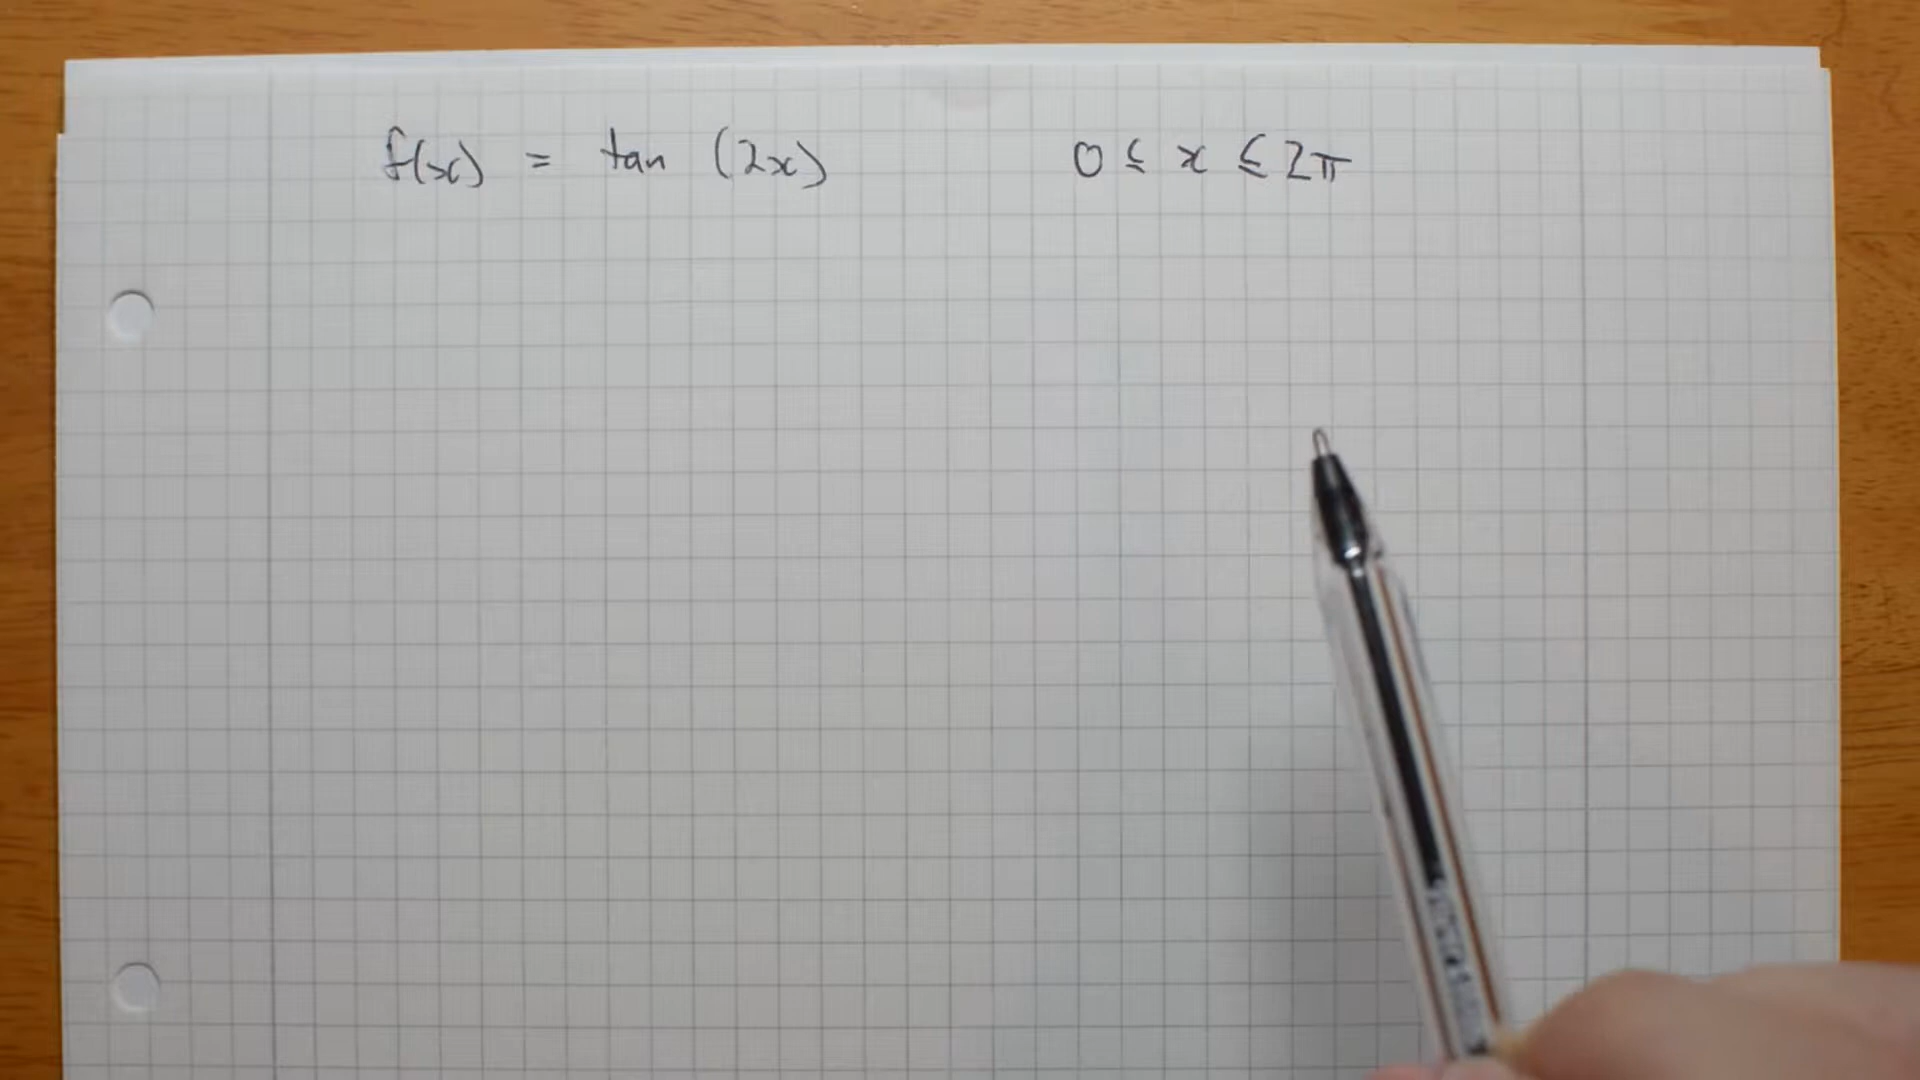 f(x) = tan (2x) 0 ≤ x ≤ 2π